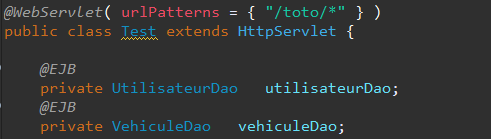 @WebServlet( urlPatterns = { "/toto/*" } )
public class Test extends HttpServlet {
@EJB
private UtilisateurDao utilisateurDao;
@EJB
private VehiculeDao vehiculeDao;